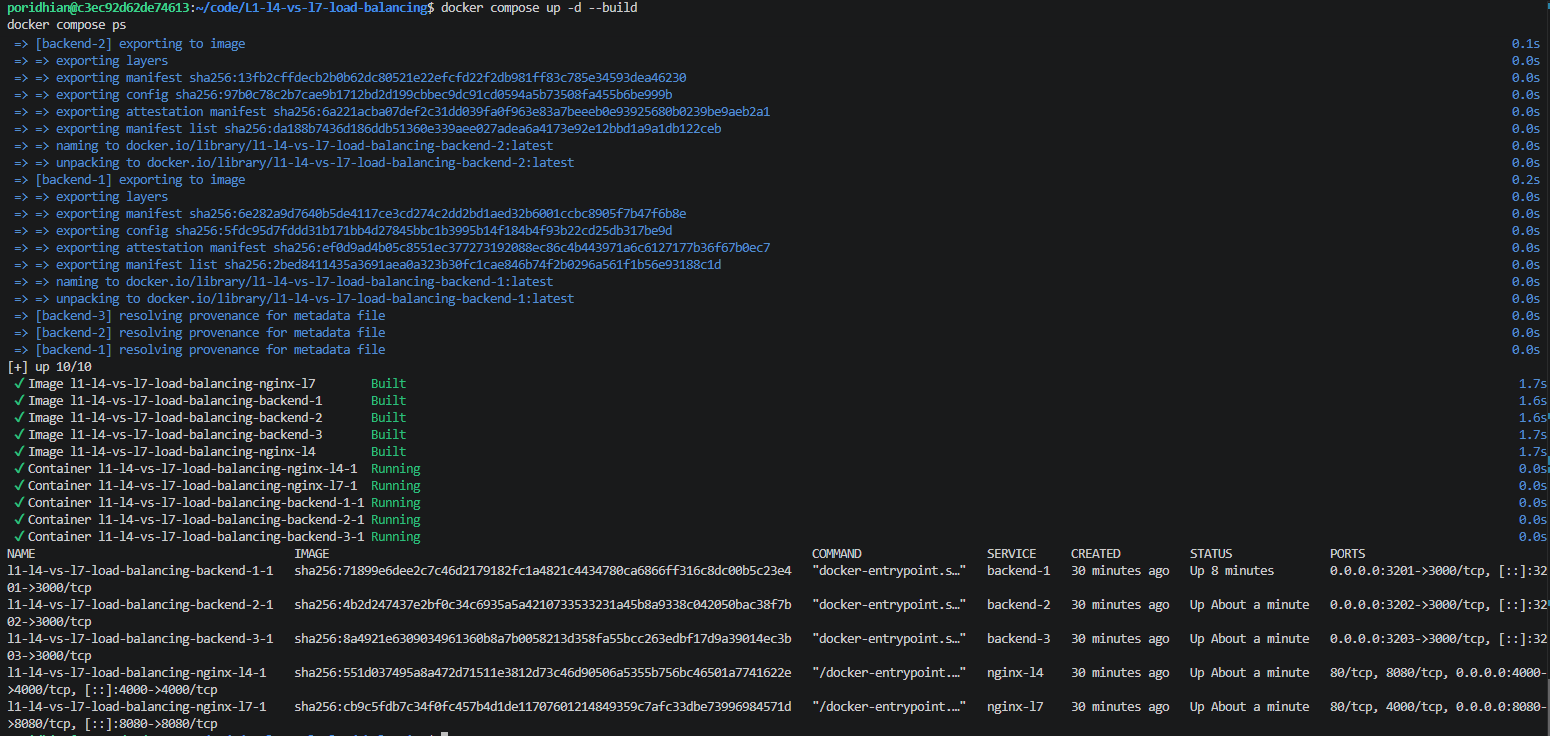 poridhian@c3ec92d62de74613:~/code/L1-l4-vs-l7-load-balancing$ docker compose up -d --build
docker compose ps
=> [backend-2] exporting to image 0.1s
=> => exporting layers 0.0s
=> => exporting manifest sha256:13fb2cffdecb2b0b62dc80521e22efcfd22f2db981ff83c785e34593dea46230 0.0s
=> => exporting config sha256:97b0c78c2b7cae9b1712bd2d199cbbec9dc91cd0594a5b73508fa455b6be999b 0.0s
=> => exporting attestation manifest sha256:6a221acba07def2c31dd039fa0f963e83a7beeeb0e93925680b0239be9aeb2a1 0.0s
=> => exporting manifest list sha256:da188b7436d186ddb51360e339aee027adea6a4173e92e12bbd1a9a1db122ceb 0.0s
=> => naming to docker.io/library/l1-l4-vs-l7-load-balancing-backend-2:latest 0.0s
=> => unpacking to docker.io/library/l1-l4-vs-l7-load-balancing-backend-2:latest 0.0s
=> [backend-1] exporting to image 0.2s
=> => exporting layers 0.0s
=> => exporting manifest sha256:6e282a9d7640b5de4117ce3cd274c2dd2bd1aed32b6001ccbc8905f7b47f6b8e 0.0s
=> => exporting config sha256:5fdc95d7fddd31b171bb4d27845bbc1b3995b14f184b4f93b22cd25db317be9d 0.0s
=> => exporting attestation manifest sha256:ef0d9ad4b05c8551ec377273192088ec86c4b443971a6c6127177b36f67b0ec7 0.0s
=> => exporting manifest list sha256:2bed8411435a3691aea0a323b30fc1cae846b74f2b0296a561f1b56e93188c1d 0.0s
=> => naming to docker.io/library/l1-l4-vs-l7-load-balancing-backend-1:latest 0.0s
=> => unpacking to docker.io/library/l1-l4-vs-l7-load-balancing-backend-1:latest 0.0s
=> [backend-3] resolving provenance for metadata file 0.0s
=> [backend-2] resolving provenance for metadata file 0.0s
=> [backend-1] resolving provenance for metadata file 0.0s
[+] up 10/10
✓ Image l1-l4-vs-l7-load-balancing-nginx-l7 Built 1.7s
✓ Image l1-l4-vs-l7-load-balancing-backend-1 Built 1.6s
✓ Image l1-l4-vs-l7-load-balancing-backend-2 Built 1.6s
✓ Image l1-l4-vs-l7-load-balancing-backend-3 Built 1.7s
✓ Image l1-l4-vs-l7-load-balancing-nginx-l4 Built 1.7s
✓ Container l1-l4-vs-l7-load-balancing-nginx-l4-1 Running 0.0s
✓ Container l1-l4-vs-l7-load-balancing-nginx-l7-1 Running 0.0s
✓ Container l1-l4-vs-l7-load-balancing-backend-1-1 Running 0.0s
✓ Container l1-l4-vs-l7-load-balancing-backend-2-1 Running 0.0s
✓ Container l1-l4-vs-l7-load-balancing-backend-3-1 Running 0.0s
NAME IMAGE COMMAND SERVICE CREATED STATUS PORTS
l1-l4-vs-l7-load-balancing-backend-1-1 sha256:71899e6dee2c7c46d2179182fc1a4821c4434780ca6866ff316c8dc00b5c23e4 "docker-entrypoint.s…" backend-1 30 minutes ago Up 8 minutes 0.0.0.0:3201->3000/tcp, [::]:32
01->3000/tcp
l1-l4-vs-l7-load-balancing-backend-2-1 sha256:4b2d247437e2bf0c34c6935a5a4210733533231a45b8a9338c042050bac38f7b "docker-entrypoint.s…" backend-2 30 minutes ago Up About a minute 0.0.0.0:3202->3000/tcp, [::]:32
02->3000/tcp
l1-l4-vs-l7-load-balancing-backend-3-1 sha256:8a4921e6309034961360b8a7b0058213d358fa55bcc263edbf17d9a39014ec3b "docker-entrypoint.s…" backend-3 30 minutes ago Up About a minute 0.0.0.0:3203->3000/tcp, [::]:32
03->3000/tcp
l1-l4-vs-l7-load-balancing-nginx-l4-1 sha256:551d037495a8a472d71511e3812d73c46d90506a5355b756bc46501a7741622e "/docker-entrypoint.…" nginx-l4 30 minutes ago Up About a minute 80/tcp, 8080/tcp, 0.0.0.0:4000-
>4000/tcp, [::]:4000->4000/tcp
l1-l4-vs-l7-load-balancing-nginx-l7-1 sha256:cb9c5fdb7c34f0fc457b4d1de11707601214849359c7afc33dbe73996984571d "/docker-entrypoint.…" nginx-l7 30 minutes ago Up About a minute 80/tcp, 4000/tcp, 0.0.0.0:8080-
>8080/tcp, [::]:8080->8080/tcp